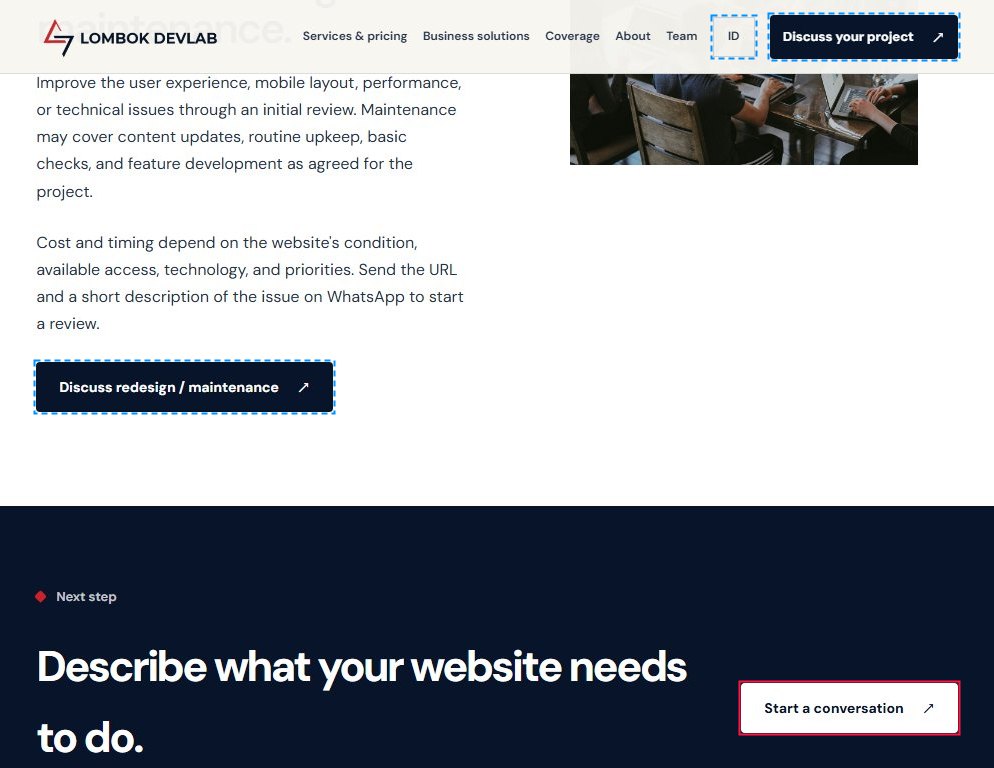 maintenance.
LOMBOK DEVLAB
Services & pricing
Business solutions
Coverage
About
Team
ID
Discuss your project ↗
Improve the user experience, mobile layout, performance,
or technical issues through an initial review. Maintenance
may cover content updates, routine upkeep, basic
checks, and feature development as agreed for the
project.
Cost and timing depend on the website's condition,
available access, technology, and priorities. Send the URL
and a short description of the issue on WhatsApp to start
a review.
Discuss redesign / maintenance ↗
Next step
Describe what your website needs
to do.
Start a conversation ↗